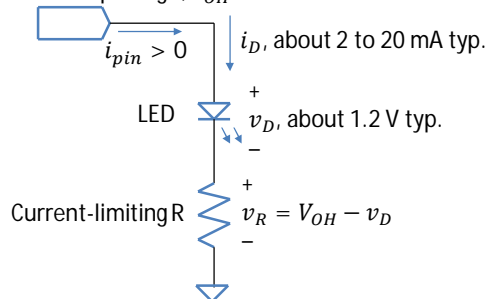 i_pin > 0
i_D, about 2 to 20 mA typ.
+
LED
v_D, about 1.2 V typ.
−
+
Current-limiting R
v_R = V_OH − v_D
−